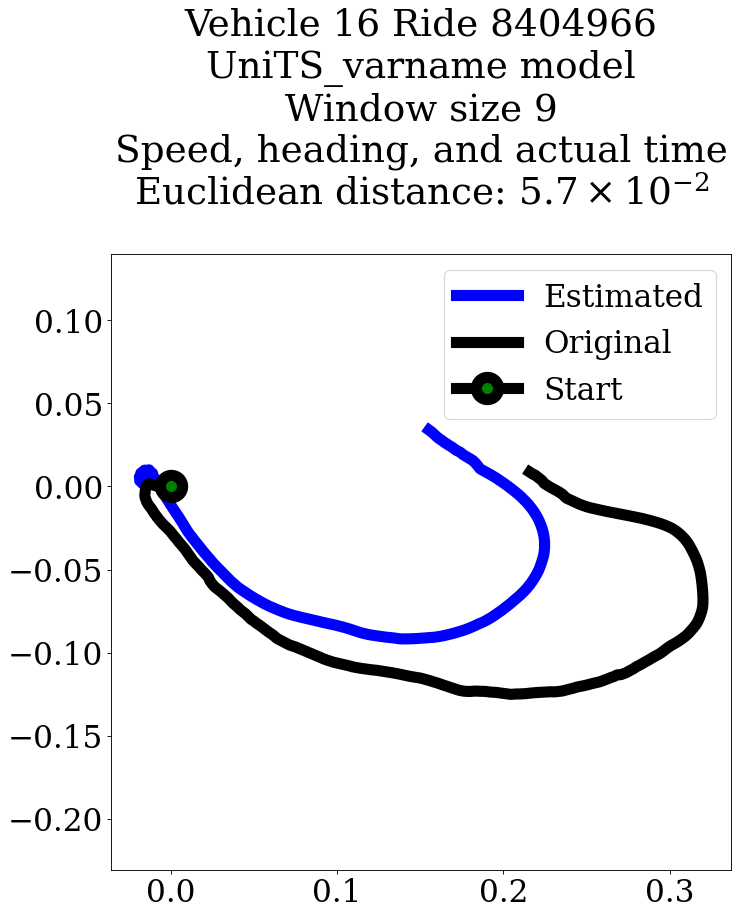 Vehicle 16 Ride 8404966
UniTS_varname model
Window size 9
Speed, heading, and actual time
Euclidean distance: 5.7 × 10⁻²
Estimated
Original
Start
0.10
0.05
0.00
−0.05
−0.10
−0.15
−0.20
0.0 0.1 0.2 0.3